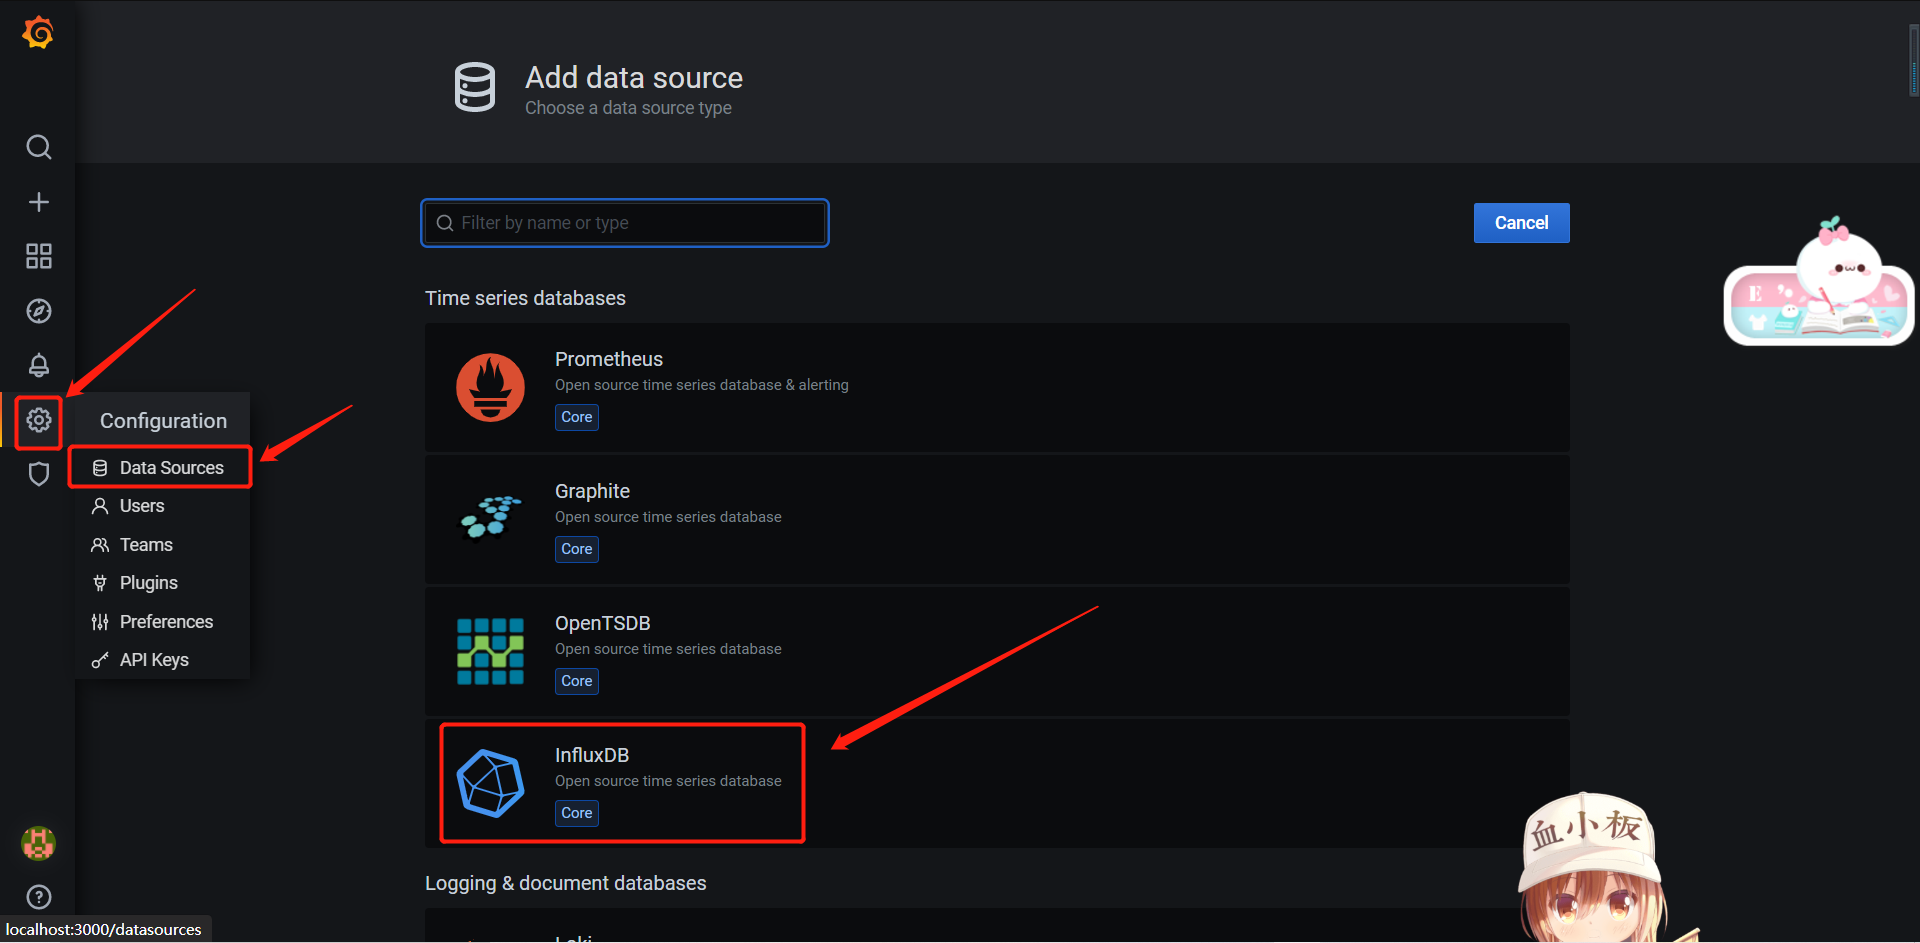 Add data source
Choose a data source type
Filter by name or type
Cancel
Time series databases
Prometheus
Open source time series database & alerting
Core
Graphite
Open source time series database
Core
OpenTSDB
Open source time series database
Core
InfluxDB
Open source time series database
Core
Logging & document databases
Loki
Configuration
Data Sources
Users
Teams
Plugins
Preferences
API Keys
localhost:3000/datasources
E
血小板